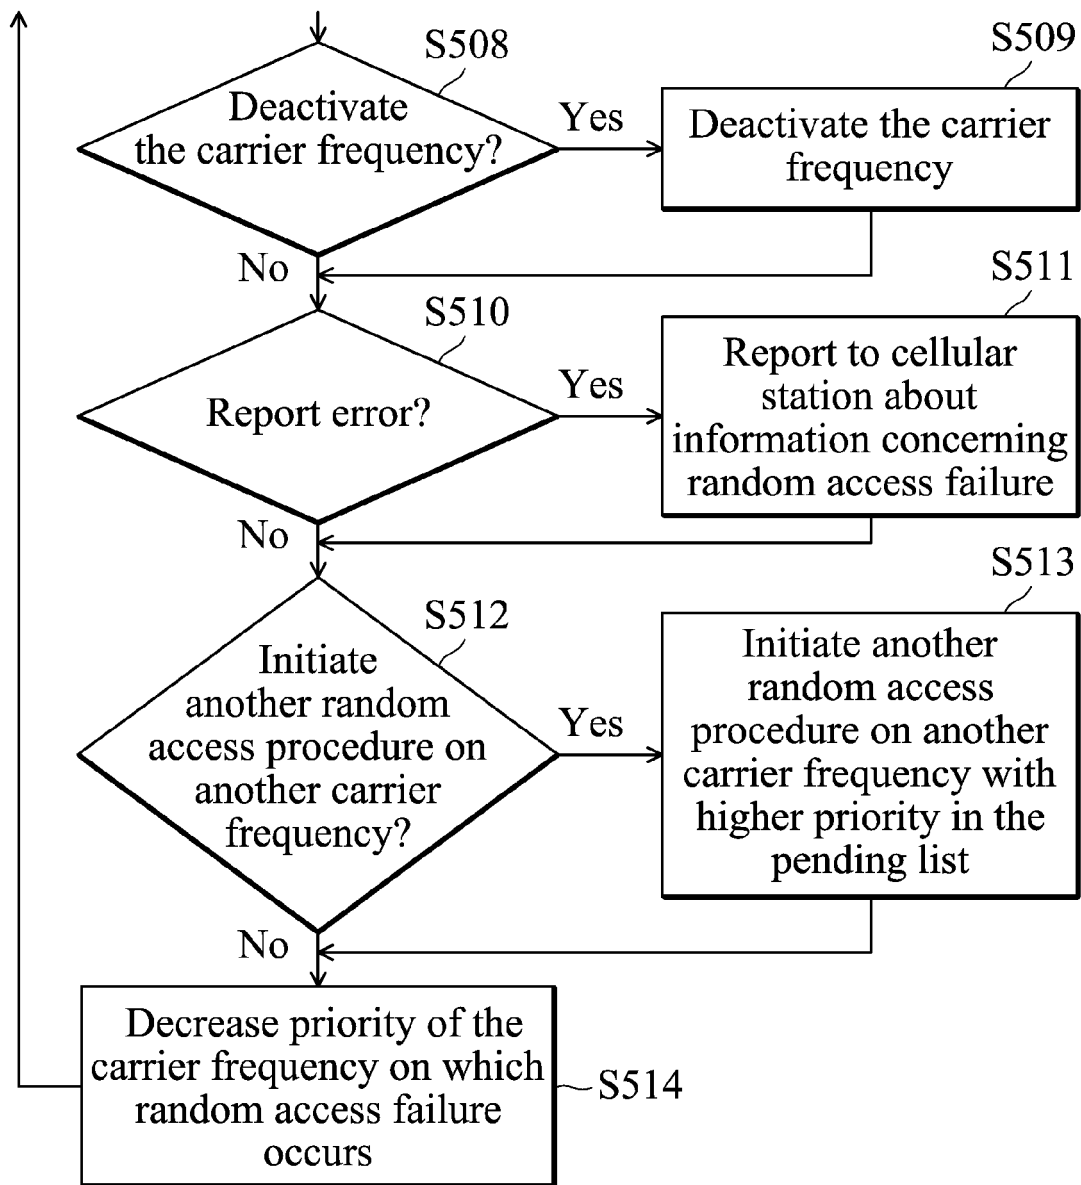 S508
Deactivate
the carrier frequency?
Yes
S509
Deactivate the carrier
frequency
No
S510
Report error?
Yes
S511
Report to cellular
station about
information concerning
random access failure
No
S512
Initiate
another random
access procedure on
another carrier
frequency?
Yes
S513
Initiate another
random access
procedure on another
carrier frequency with
higher priority in the
pending list
No
Decrease priority of the
carrier frequency on which
random access failure
occurs
S514